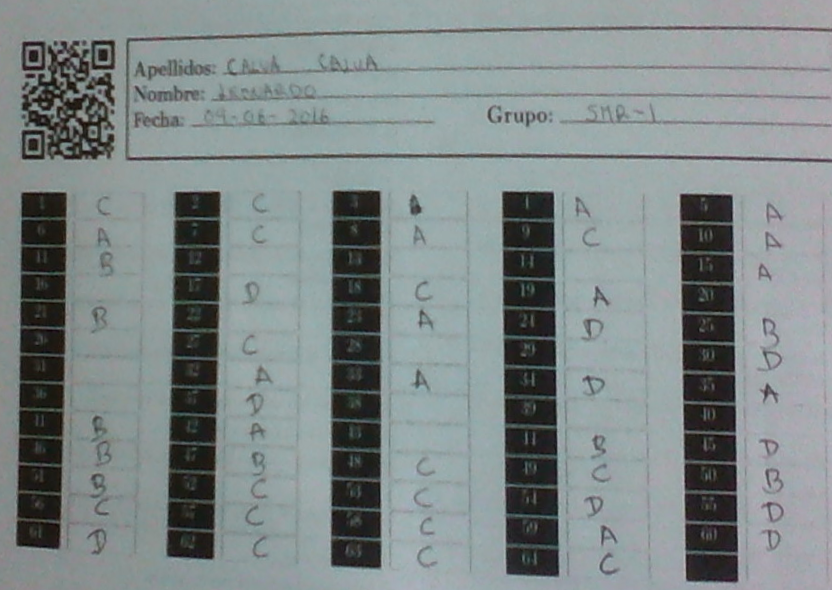 Apellidos: CALVA CALVA
Nombre: LEONARDO
Fecha: 09-06-2016 Grupo: SMR-1
1 C 2 C 3 A 4 A 5 A
6 A 7 C 8 A 9 C 10 A
11 B 12 13 14 15 A
16 17 D 18 C 19 A 20
21 B 22 23 A 24 D 25 B
26 27 C 28 29 30 D
31 32 A 33 A 34 D 35 A
36 37 D 38 39 40
41 B 42 A 43 44 B 45 D
46 B 47 B 48 C 49 C 50 B
51 B 52 C 53 C 54 D 55 D
56 C 57 C 58 C 59 A 60 D
61 D 62 C 63 C 64 C